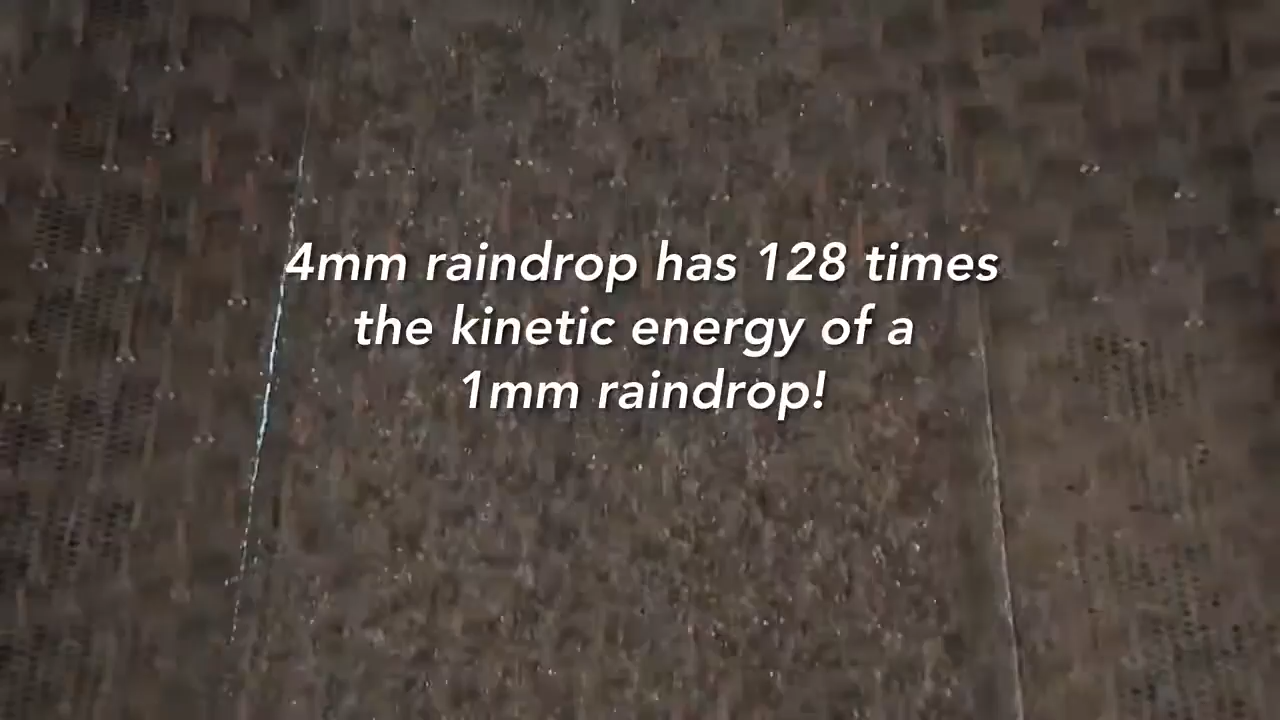 4mm raindrop has 128 times
the kinetic energy of a
1mm raindrop!